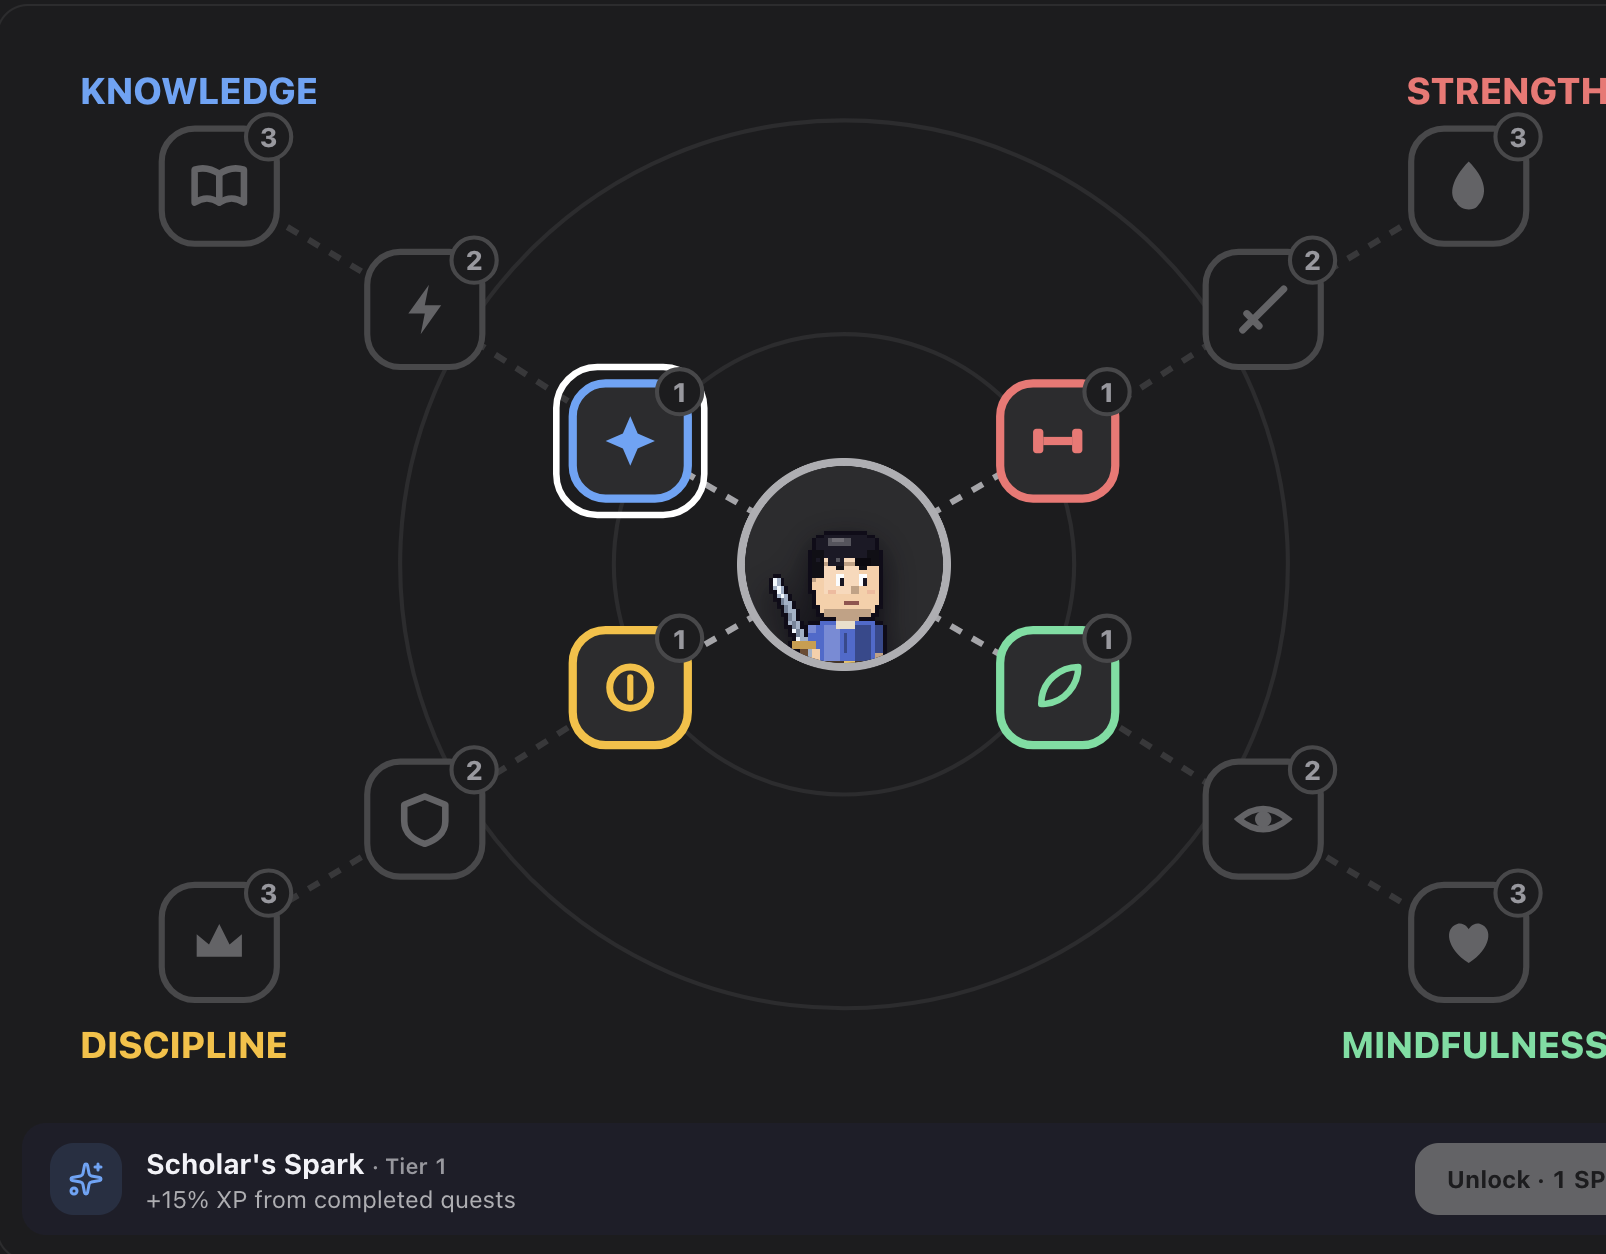 KNOWLEDGE
STRENGTH
3
3
2
2
1
1
1
1
2
2
3
3
DISCIPLINE
MINDFULNESS
Scholar's Spark · Tier 1
+15% XP from completed quests
Unlock · 1 SP